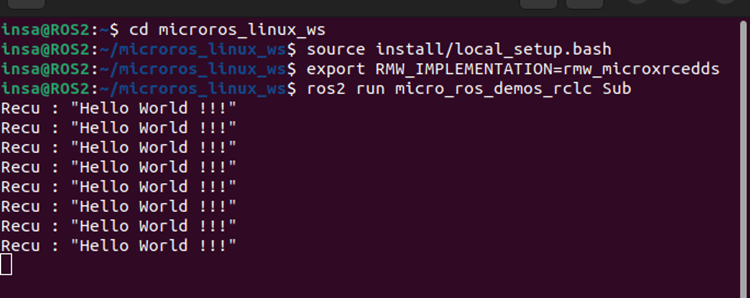 insa@ROS2:~$ cd microros_linux_ws
insa@ROS2:~/microros_linux_ws$ source install/local_setup.bash
insa@ROS2:~/microros_linux_ws$ export RMW_IMPLEMENTATION=rmw_microxrcedds
insa@ROS2:~/microros_linux_ws$ ros2 run micro_ros_demos_rclc Sub
Recu : "Hello World !!!"
Recu : "Hello World !!!"
Recu : "Hello World !!!"
Recu : "Hello World !!!"
Recu : "Hello World !!!"
Recu : "Hello World !!!"
Recu : "Hello World !!!"
Recu : "Hello World !!!"